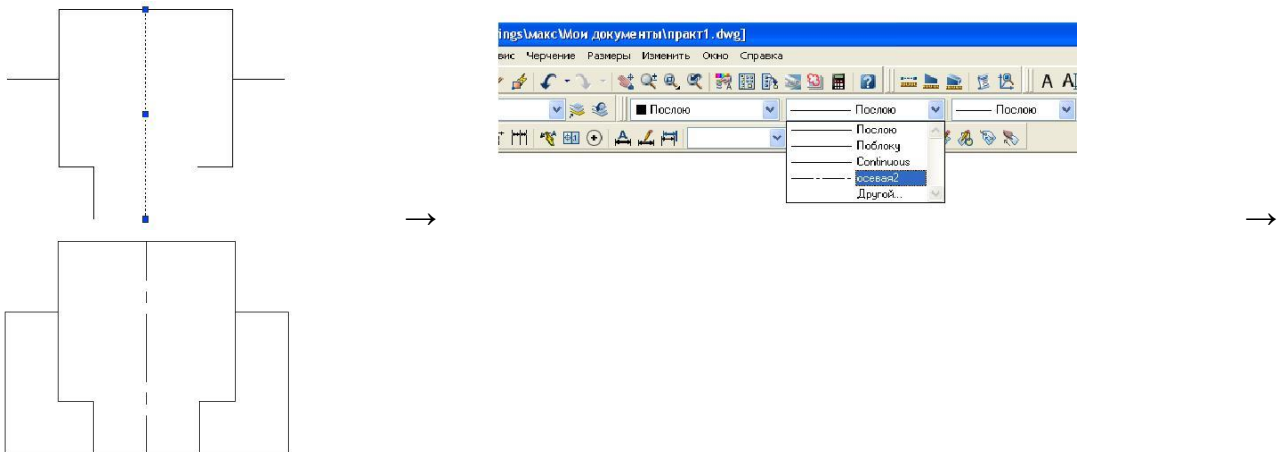 ings\макс\Мои документы\практ1.dwg]
вис Черчение Размеры Изменить Окно Справка
A A
Послою Послою Послою
Послою
Поблоку
Continuous
осевая2
Другой...
→ →